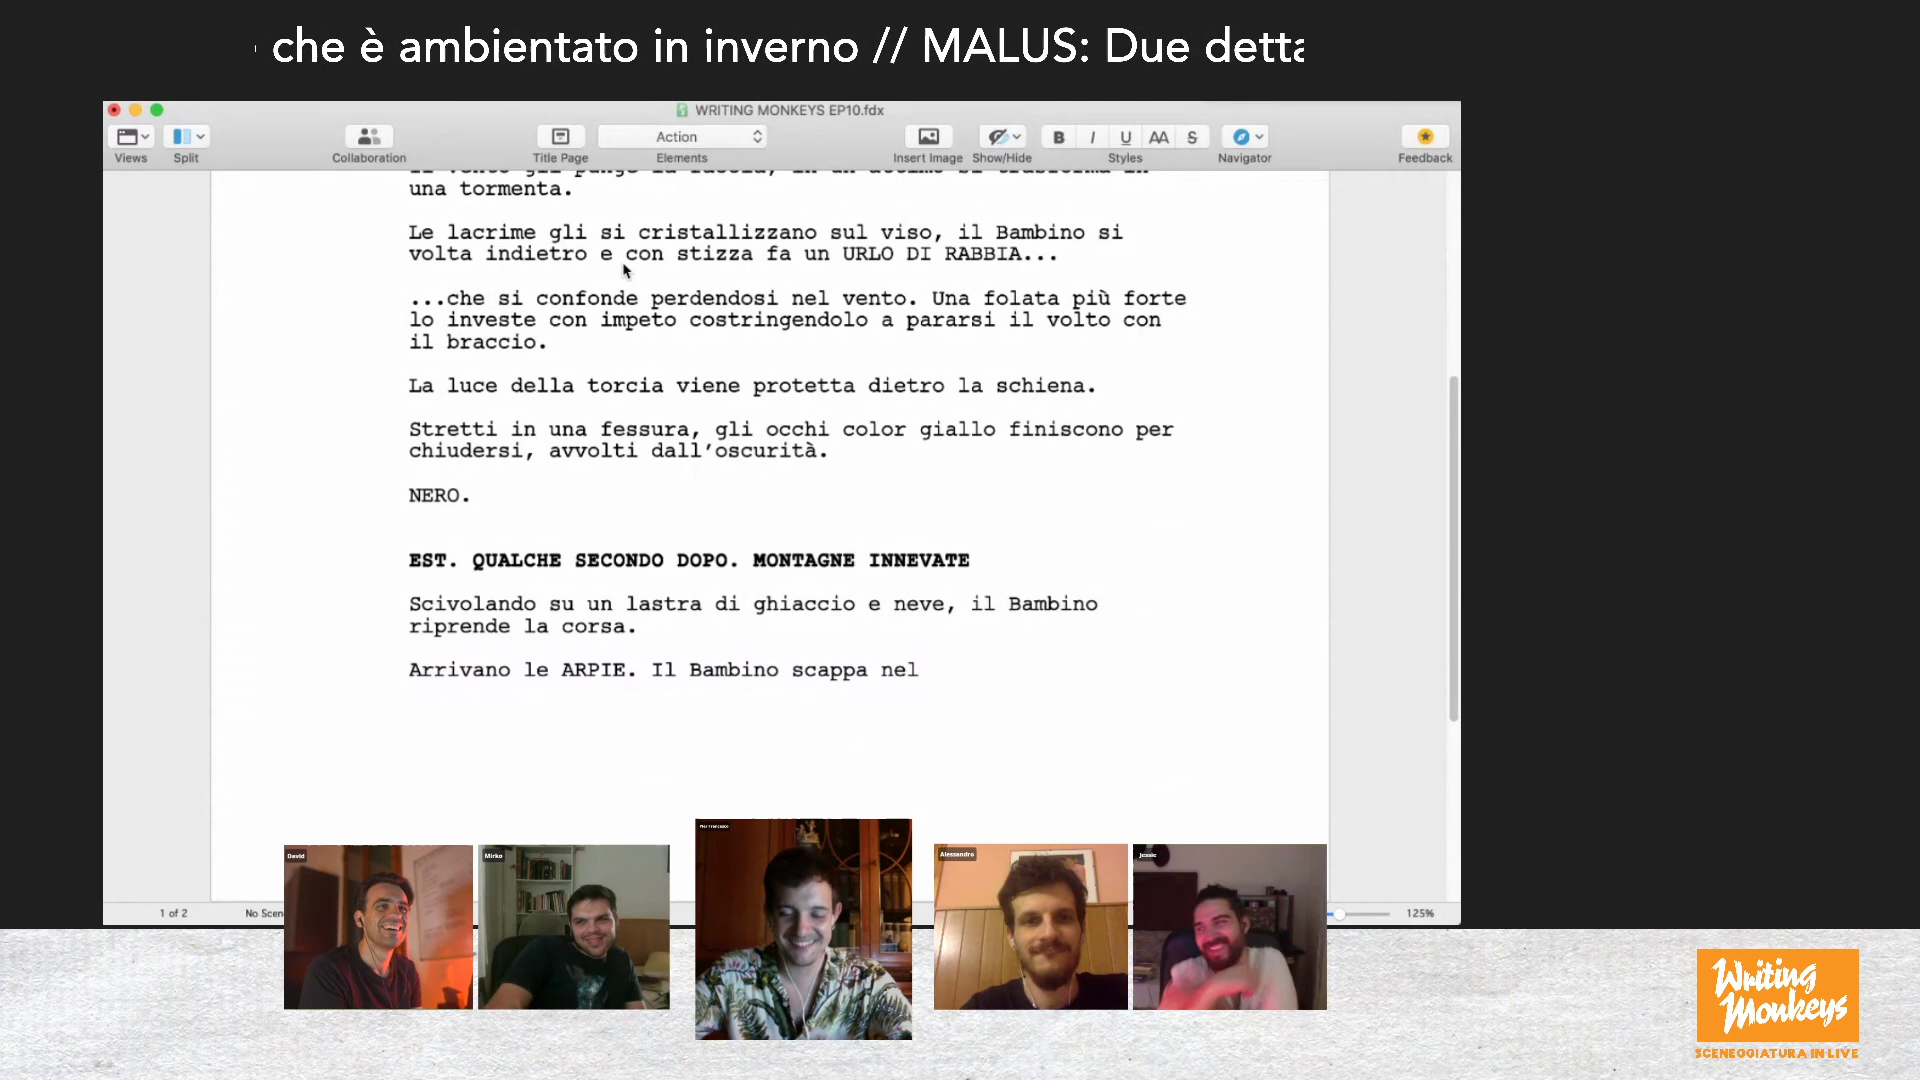 che è ambientato in inverno // MALUS: Due detta
WRITING MONKEYS EP10.fdx
Action
B I U AA S
Views Split Collaboration Title Page Elements Insert Image Show/Hide Styles Navigator Feedback
una tormenta.
Le lacrime gli si cristallizzano sul viso, il Bambino si
volta indietro e con stizza fa un URLO DI RABBIA...
...che si confonde perdendosi nel vento. Una folata più forte
lo investe con impeto costringendolo a pararsi il volto con
il braccio.
La luce della torcia viene protetta dietro la schiena.
Stretti in una fessura, gli occhi color giallo finiscono per
chiudersi, avvolti dall'oscurità.
NERO.
EST. QUALCHE SECONDO DOPO. MONTAGNE INNEVATE
Scivolando su un lastra di ghiaccio e neve, il Bambino
riprende la corsa.
Arrivano le ARPIE. Il Bambino scappa nel
1 of 2 No Scen 125%
David
Mirko
Pier Francesco
Alessandro
Jessie
Writing
Monkeys
SCENEGGIATURA IN LIVE